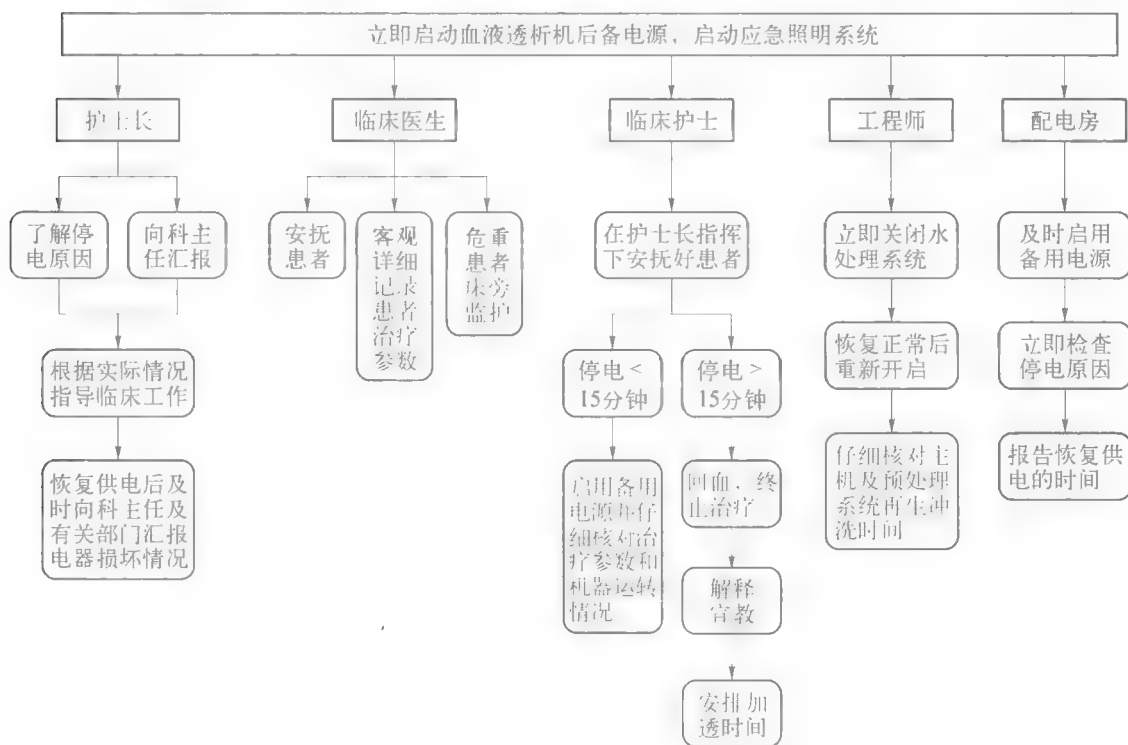 立即启动血液透析机后备电源，启动应急照明系统
护士长
临床医生
临床护士
工程师
配电房
了解停
电原因
向科主
任汇报
安抚
患者
客观
详细
记录
患者
治疗
参数
危重
患者
床旁
监护
在护士长指挥
下安抚好患者
立即关闭水
处理系统
及时启用
备用电源
根据实际情况
指导临床工作
停电<
15分钟
停电>
15分钟
恢复正常后
重新开启
立即检查
停电原因
恢复供电后及
时向科主任及
有关部门汇报
电器损坏情况
启用备用
电源并仔
细核对治
疗参数和
机器运转
情况
回血，终
止治疗
仔细核对主
机及预处理
系统再生冲
洗时间
报告恢复供
电的时间
解释
宣教
安排加
透时间